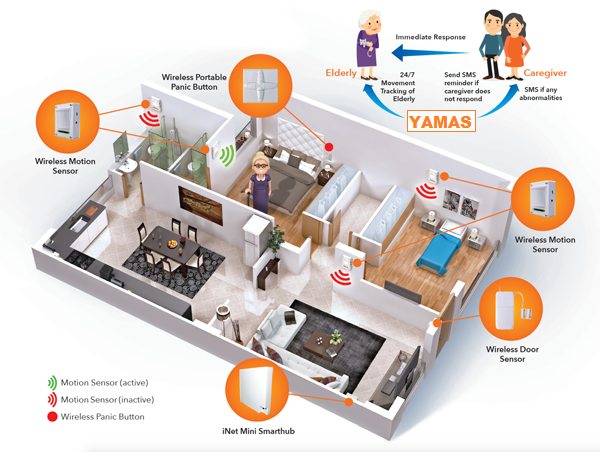 Immediate Response
Elderly
Caregiver
24/7
Movement
Tracking of
Elderly
Send SMS
reminder if
caregiver does
not respond
SMS if any
abnormalities
YAMAS
Wireless Portable
Panic Button
Wireless Motion
Sensor
Wireless Motion
Sensor
Wireless Door
Sensor
iNet Mini Smarthub
Motion Sensor (active)
Motion Sensor (inactive)
Wireless Panic Button